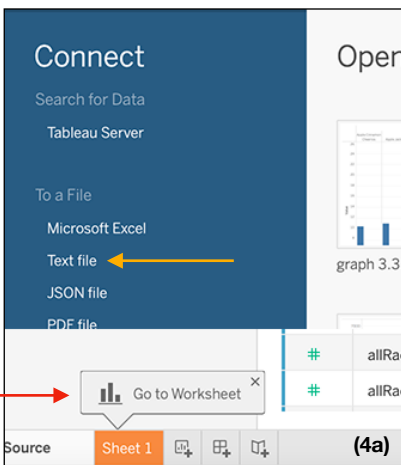 Connect
Open
Search for Data
Tableau Server
To a File
Microsoft Excel
Text file
graph 3.3
JSON file
PDF file
allRa
Go to Worksheet ×
allRa
Source
Sheet 1
(4a)